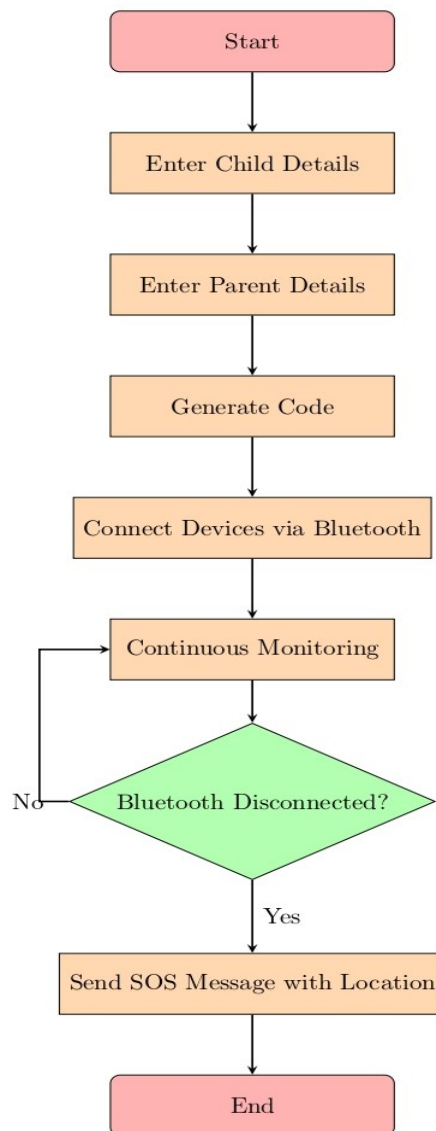 Start
Enter Child Details
Enter Parent Details
Generate Code
Connect Devices via Bluetooth
Continuous Monitoring
Bluetooth Disconnected?
No
Yes
Send SOS Message with Location
End